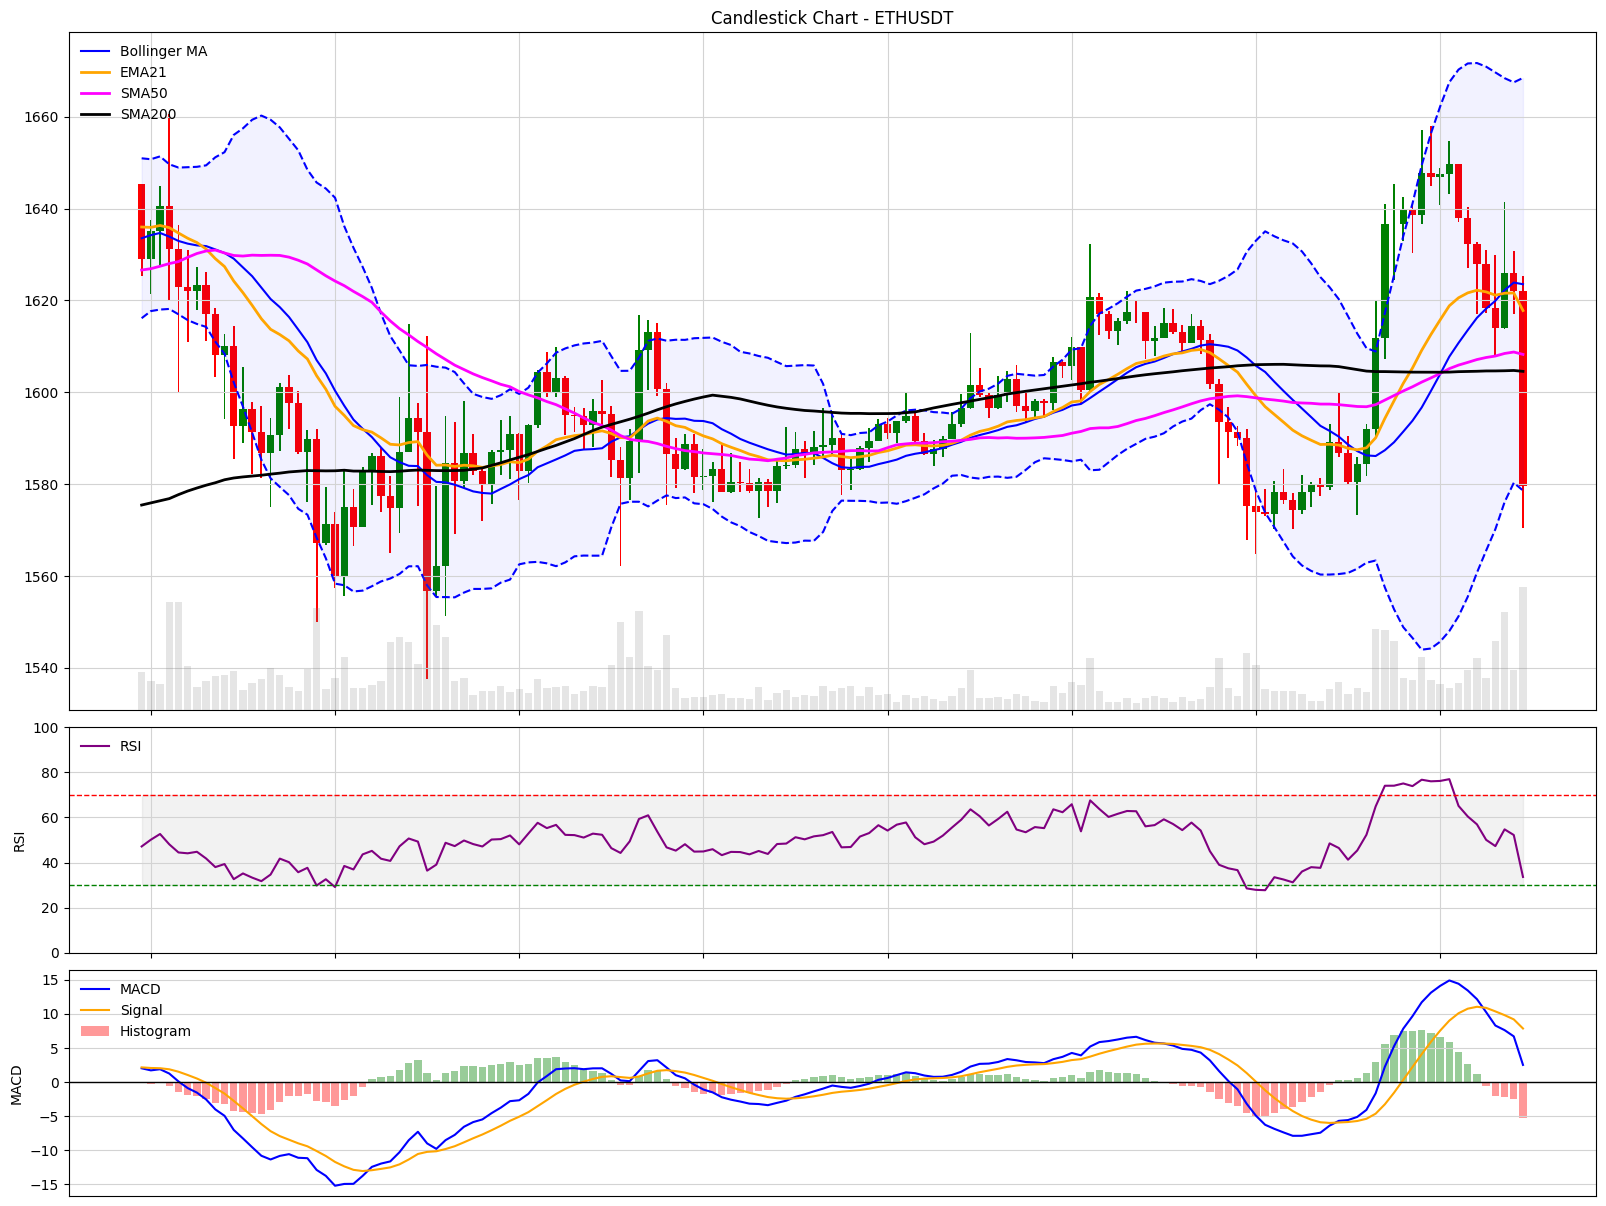 Candlestick Chart - ETHUSDT
Bollinger MA
EMA21
SMA50
SMA200
1660
1640
1620
1600
1580
1560
1540
RSI
100
80
60
40
20
0
RSI
MACD
Signal
Histogram
15
10
5
0
−5
−10
−15
MACD